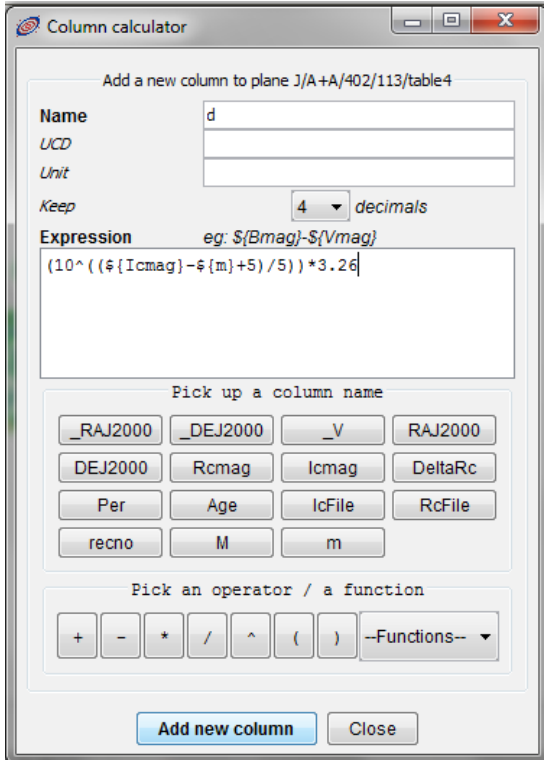 Column calculator
Add a new column to plane J/A+A/402/113/table4
Name d
UCD
Unit
Keep 4 decimals
Expression eg: ${Bmag}-${Vmag}
(10^((${Icmag}-${m}+5)/5))*3.26
Pick up a column name
_RAJ2000 _DEJ2000 _V RAJ2000
DEJ2000 Rcmag Icmag DeltaRc
Per Age IcFile RcFile
recno M m
Pick an operator / a function
+ - * / ^ ( ) --Functions--
Add new column Close